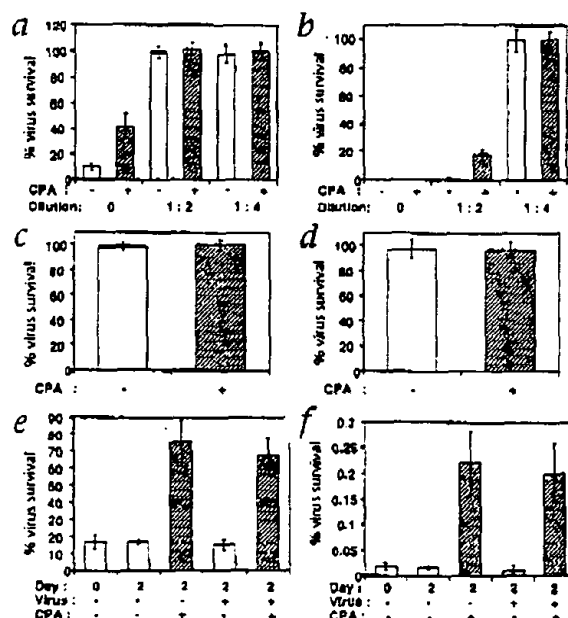 a
% virus survival
120
100
80
60
40
20
0
CPA : - + - + - +
Dilution: 0 1 : 2 1 : 4
b
% virus survival
100
80
60
40
20
CPA : - + - + - +
Dilution: 0 1 : 2 1 : 4
c
% virus survival
100
80
60
40
20
0
CPA : - +
d
% virus survival
100
80
60
40
20
0
CPA : - +
e
% virus survival
90
80
70
60
50
40
30
20
10
0
Day : 0 2 2 2 2
Virus : - - - + +
CPA : - - + - +
f
% virus survival
0.3
0.25
0.2
0.15
0.1
0.05
0
Day : 0 2 2 2 2
Virus : - - - + +
CPA : - - + - +